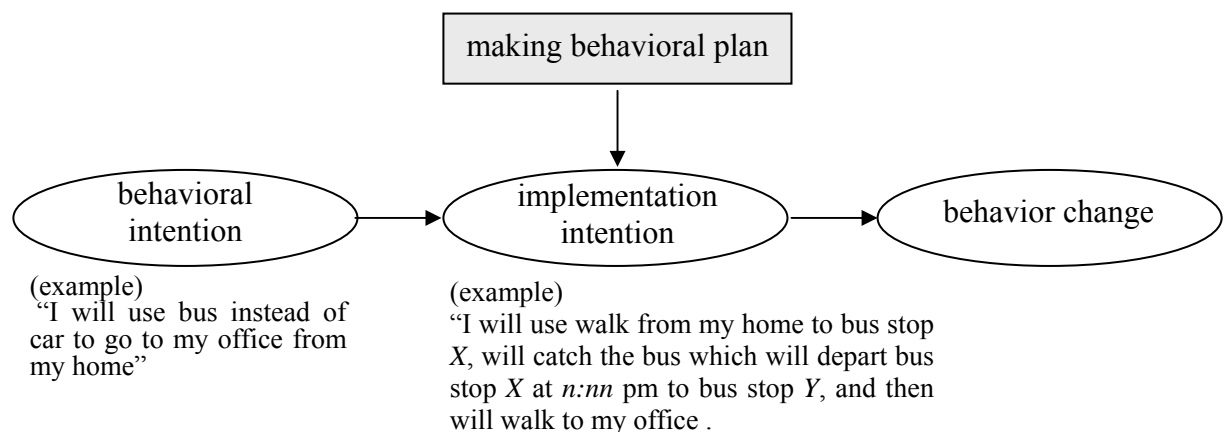 making behavioral plan
behavioral
intention
implementation
intention
behavior change
(example)
“I will use bus instead of
car to go to my office from
my home”
(example)
“I will use walk from my home to bus stop
X, will catch the bus which will depart bus
stop X at n:nn pm to bus stop Y, and then
will walk to my office .